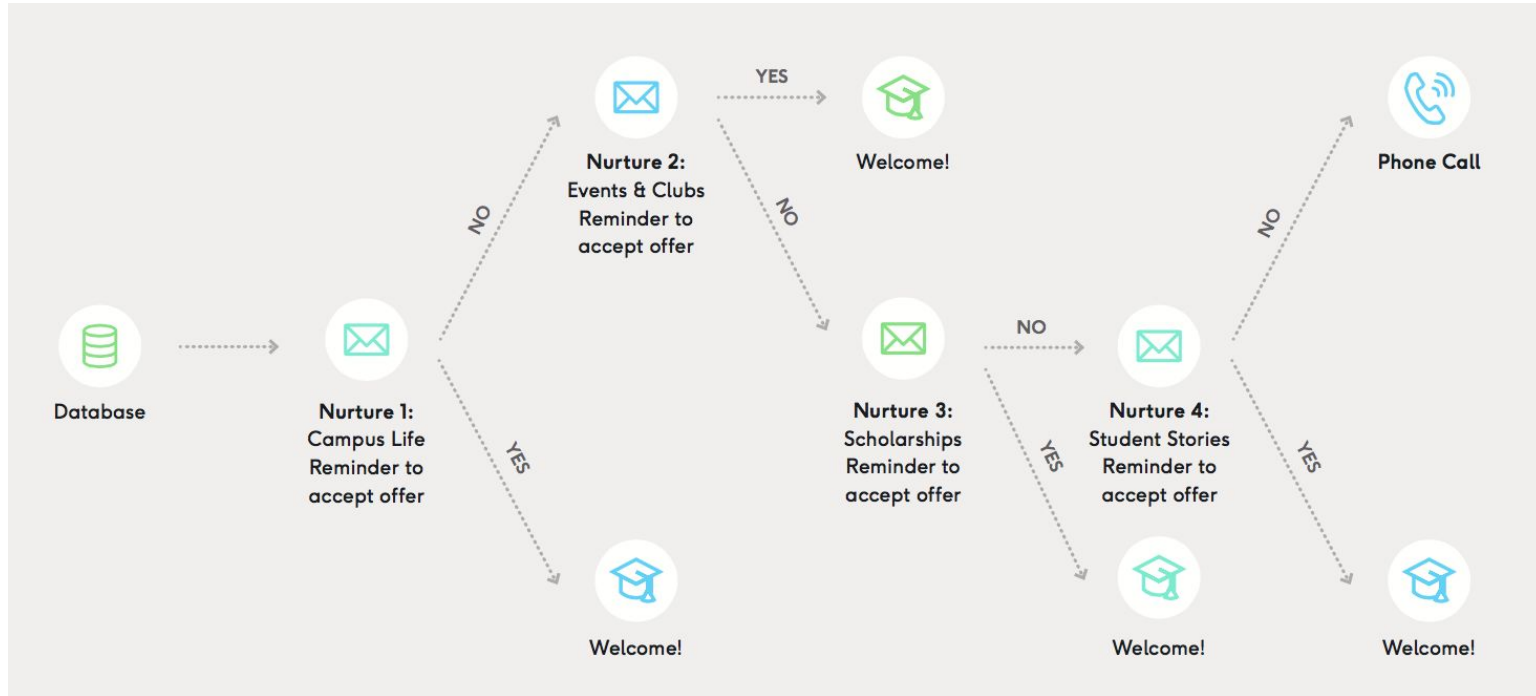 YES
Nurture 2:
Events & Clubs
Reminder to
accept offer
Welcome!
Phone Call
NO
NO
NO
Database
Nurture 1:
Campus Life
Reminder to
accept offer
YES
Welcome!
NO
Nurture 3:
Scholarships
Reminder to
accept offer
YES
Welcome!
Nurture 4:
Student Stories
Reminder to
accept offer
YES
Welcome!